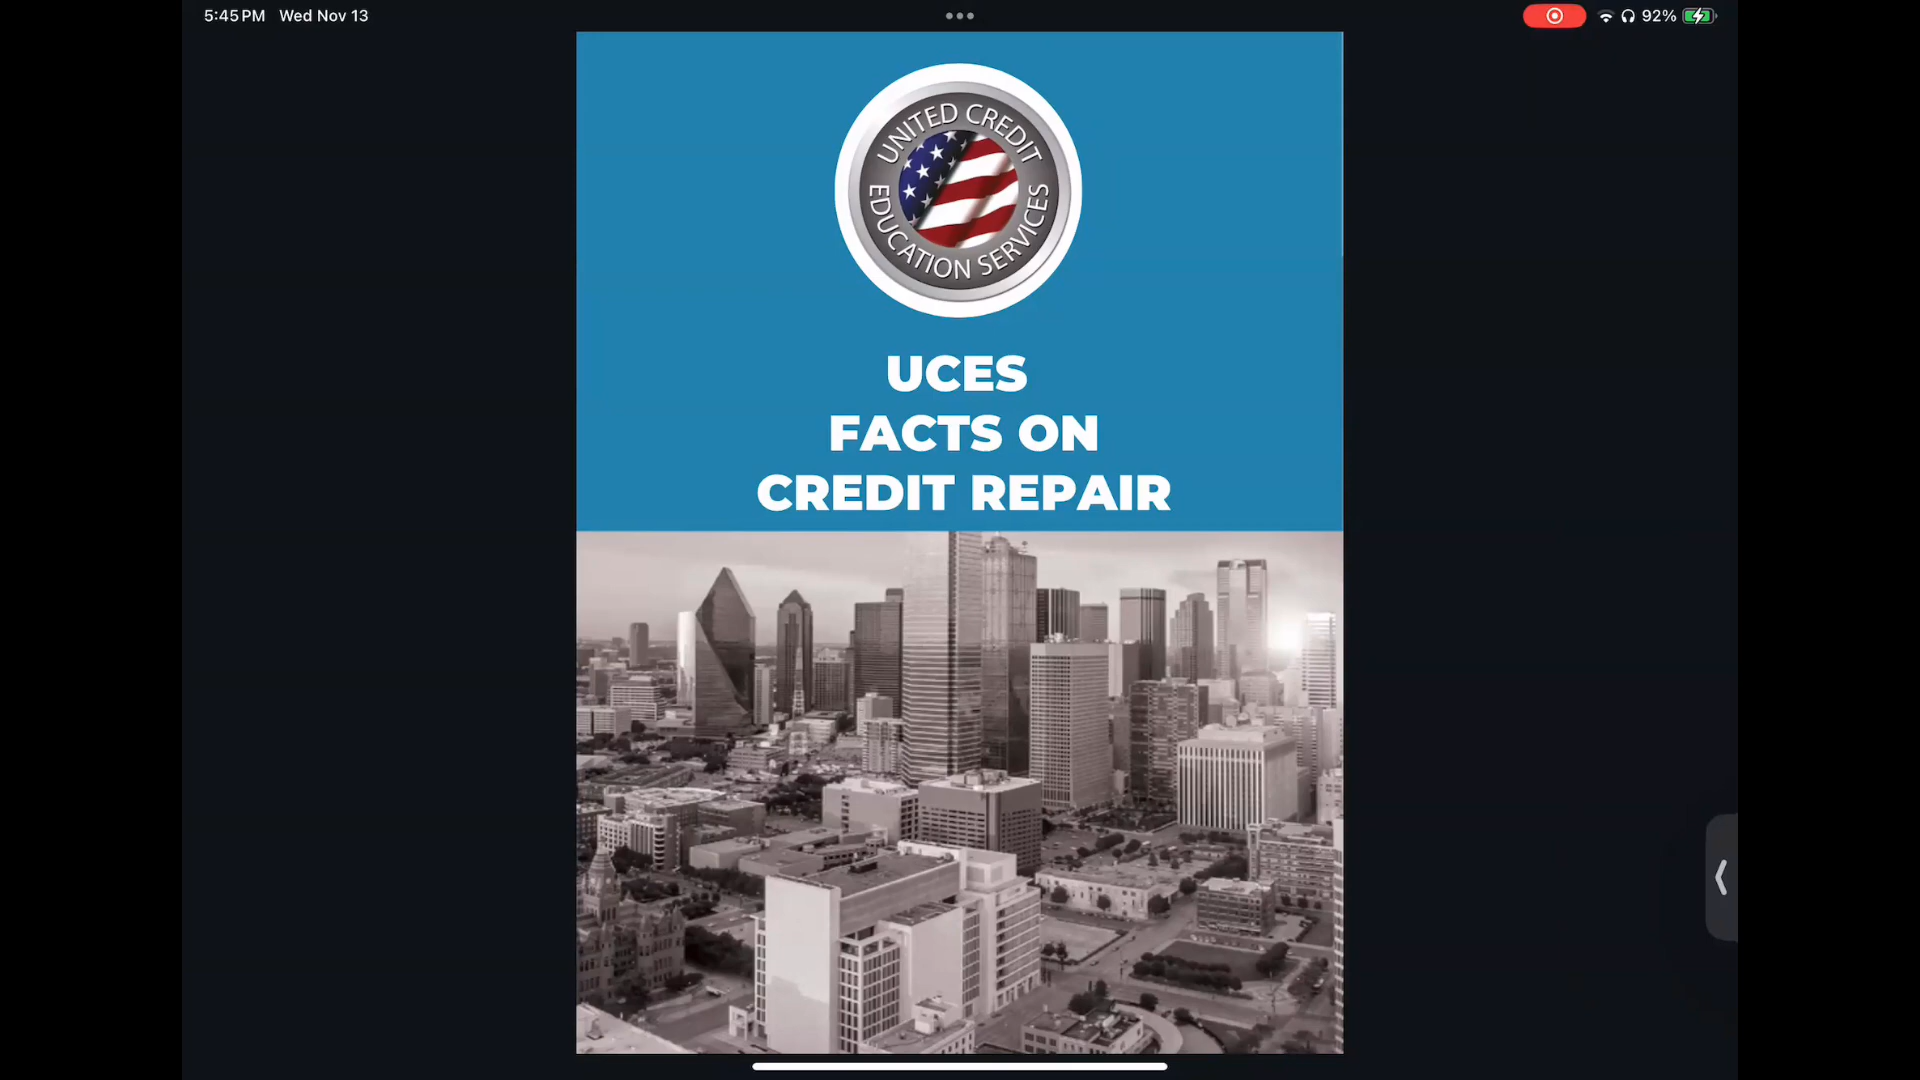 5:45 PM Wed Nov 13
92%
UNITED CREDIT
EDUCATION SERVICES
UCES
FACTS ON
CREDIT REPAIR